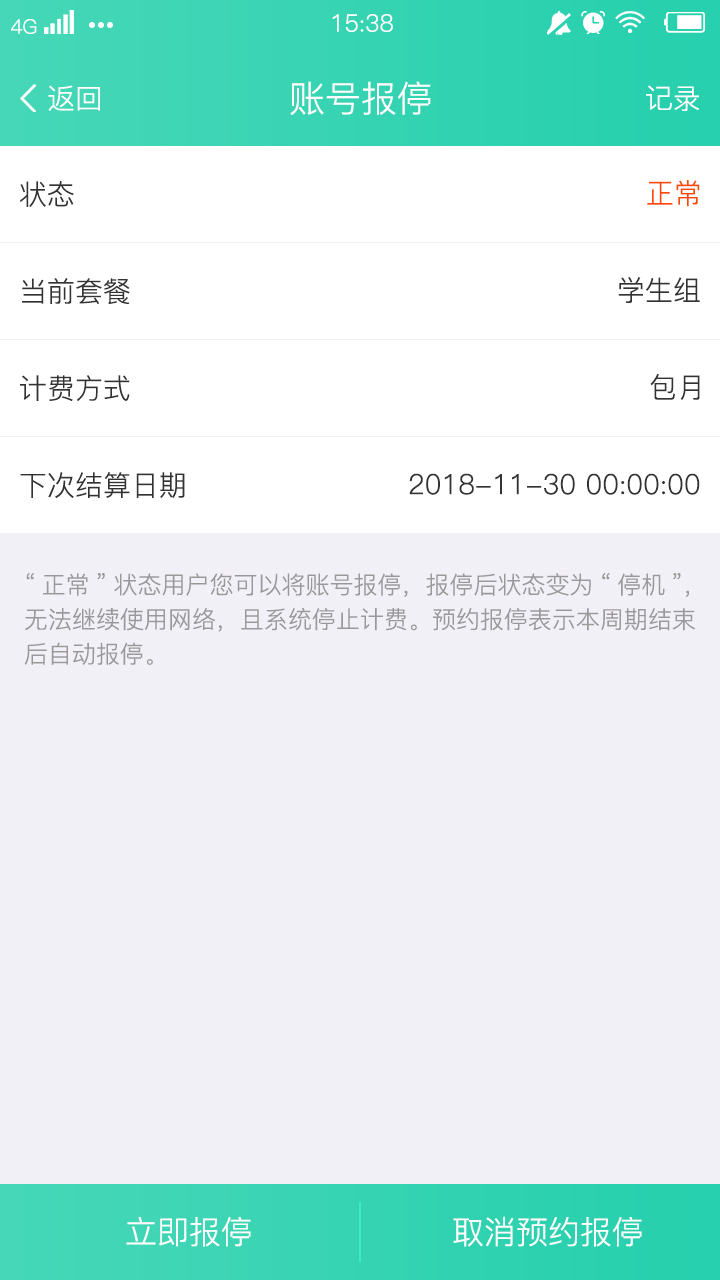 4G 15:38
返回 账号报停 记录
状态 正常
当前套餐 学生组
计费方式 包月
下次结算日期 2018-11-30 00:00:00
“正常”状态用户您可以将账号报停，报停后状态变为“停机”，
无法继续使用网络，且系统停止计费。预约报停表示本周期结束
后自动报停。
立即报停 取消预约报停